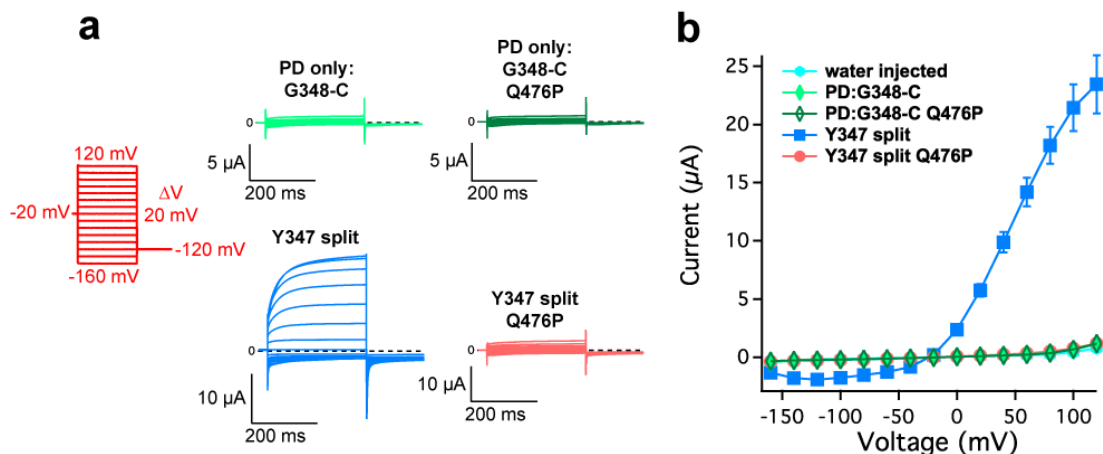 a
PD only:
G348-C
PD only:
G348-C
Q476P
0
0
5 µA
200 ms
5 µA
200 ms
120 mV
ΔV
-20 mV
20 mV
-120 mV
-160 mV
Y347 split
0
10 µA
200 ms
Y347 split
Q476P
0
10 µA
200 ms
b
water injected
PD:G348-C
PD:G348-C Q476P
Y347 split
Y347 split Q476P
Current (µA)
25
20
15
10
5
0
-150
-100
-50
0
50
100
Voltage (mV)